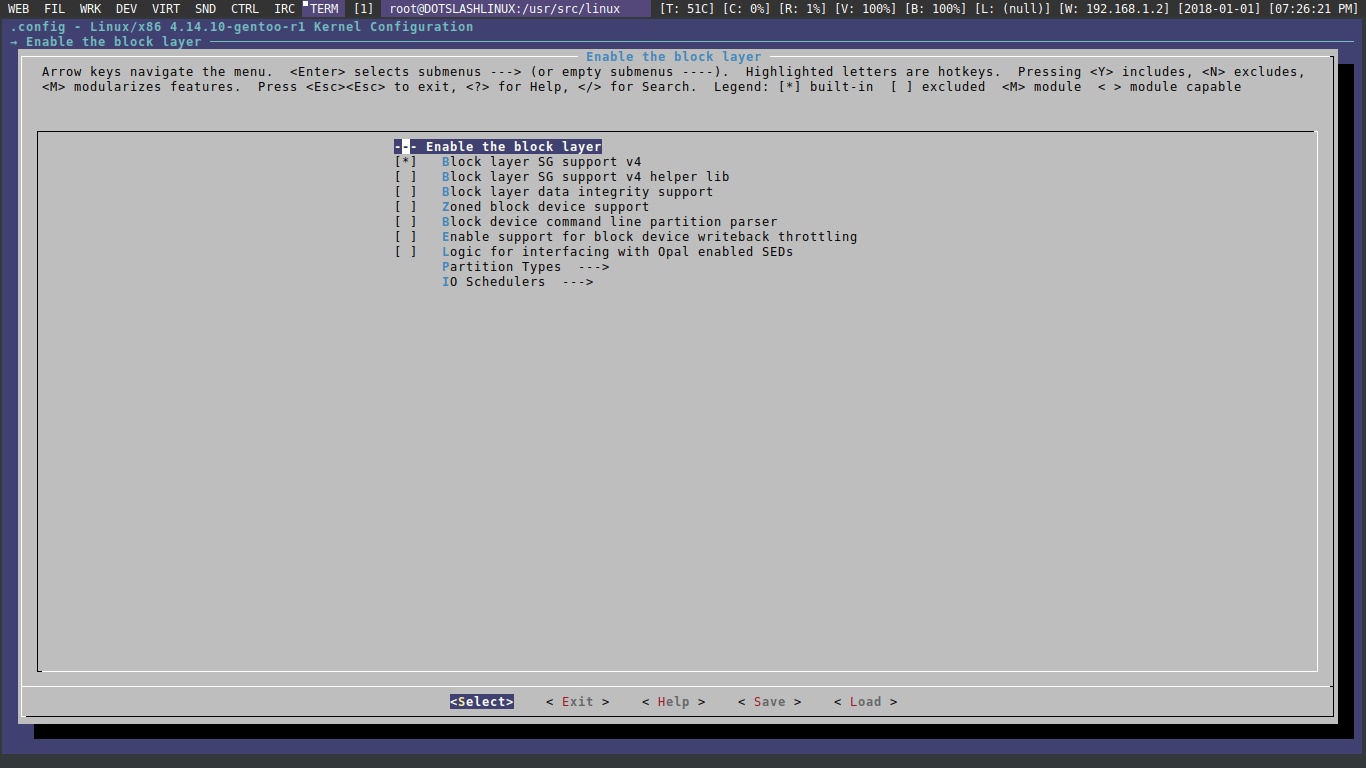 WEB FIL WRK DEV VIRT SND CTRL IRC TERM [1] root@DOTSLASHLINUX:/usr/src/linux [T: 51C] [C: 0%] [R: 1%] [V: 100%] [B: 100%] [L: (null)] [W: 192.168.1.2] [2018-01-01] [07:26:21 PM]
.config - Linux/x86 4.14.10-gentoo-r1 Kernel Configuration
→ Enable the block layer
Enable the block layer
Arrow keys navigate the menu.  <Enter> selects submenus ---> (or empty submenus ----).  Highlighted letters are hotkeys.  Pressing <Y> includes, <N> excludes,
<M> modularizes features.  Press <Esc><Esc> to exit, <?> for Help, </> for Search.  Legend: [*] built-in  [ ] excluded  <M> module  < > module capable
--- Enable the block layer
[*]   Block layer SG support v4
[ ]   Block layer SG support v4 helper lib
[ ]   Block layer data integrity support
[ ]   Zoned block device support
[ ]   Block device command line partition parser
[ ]   Enable support for block device writeback throttling
[ ]   Logic for interfacing with Opal enabled SEDs
Partition Types  --->
IO Schedulers  --->
<Select>    < Exit >    < Help >    < Save >    < Load >